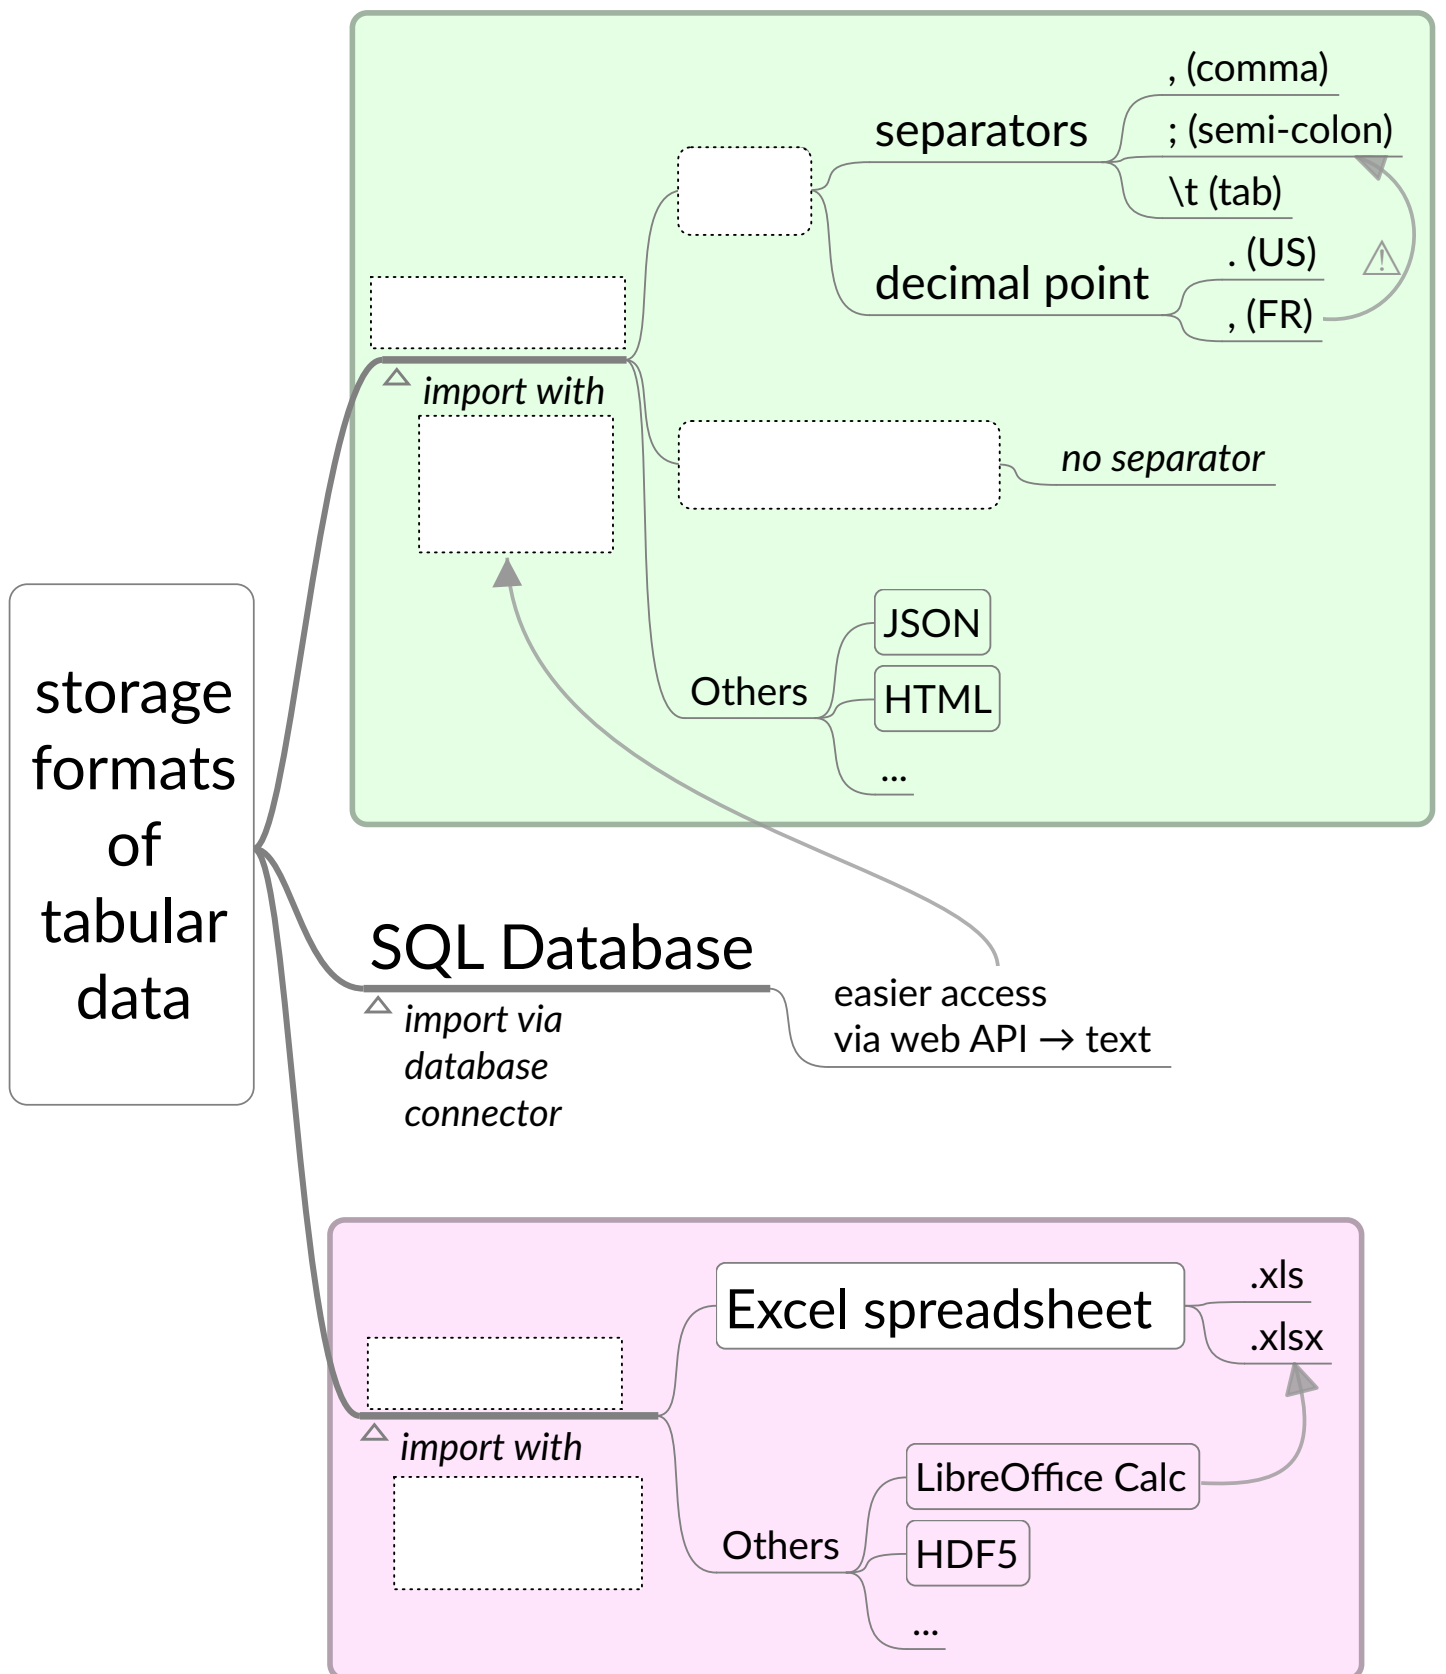 , (comma)
separators
; (semi-colon)
\t (tab)
. (US)
decimal point
, (FR)
⚠
import with
no separator
JSON
Others
HTML
...
storage
formats
of
tabular
data
SQL Database
import via
database
connector
easier access
via web API → text
Excel spreadsheet
.xls
.xlsx
import with
LibreOffice Calc
Others
HDF5
...